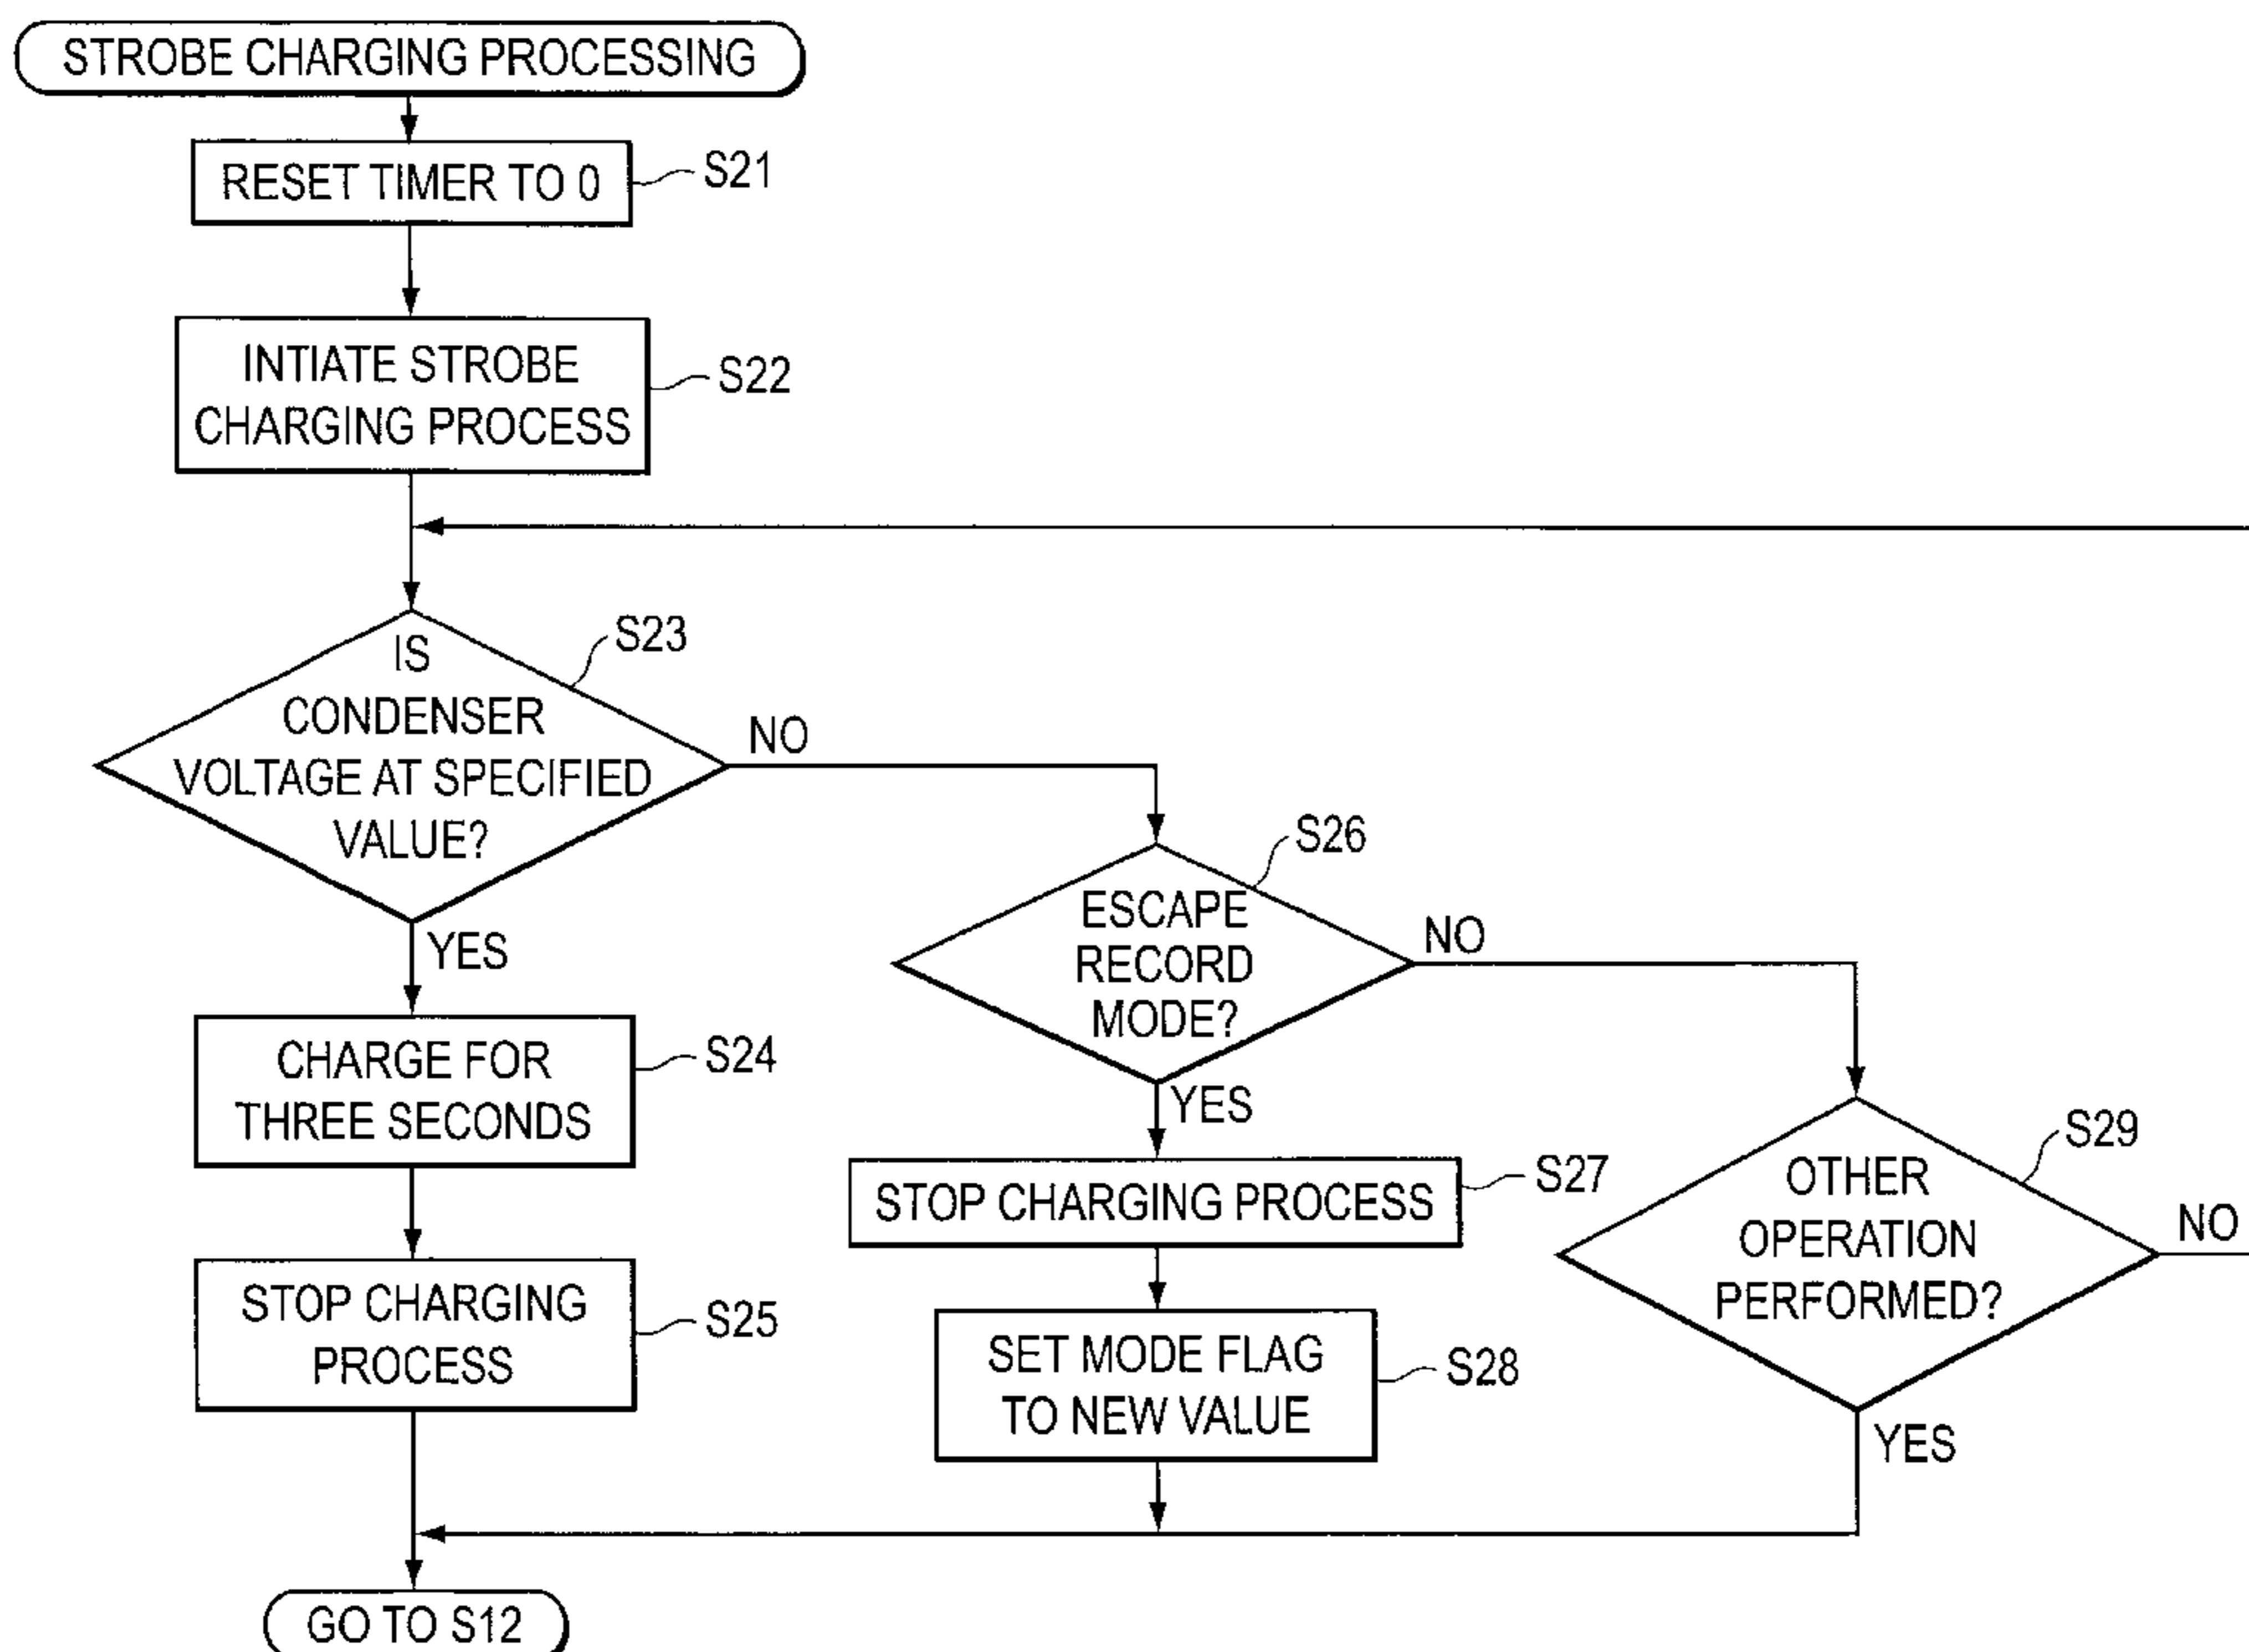 STROBE CHARGING PROCESSING
RESET TIMER TO 0
S21
INTIATE STROBE
CHARGING PROCESS
S22
IS
CONDENSER
VOLTAGE AT SPECIFIED
VALUE?
S23
NO
YES
CHARGE FOR
THREE SECONDS
S24
STOP CHARGING
PROCESS
S25
ESCAPE
RECORD
MODE?
S26
NO
YES
STOP CHARGING PROCESS
S27
SET MODE FLAG
TO NEW VALUE
S28
OTHER
OPERATION
PERFORMED?
S29
NO
YES
GO TO S12